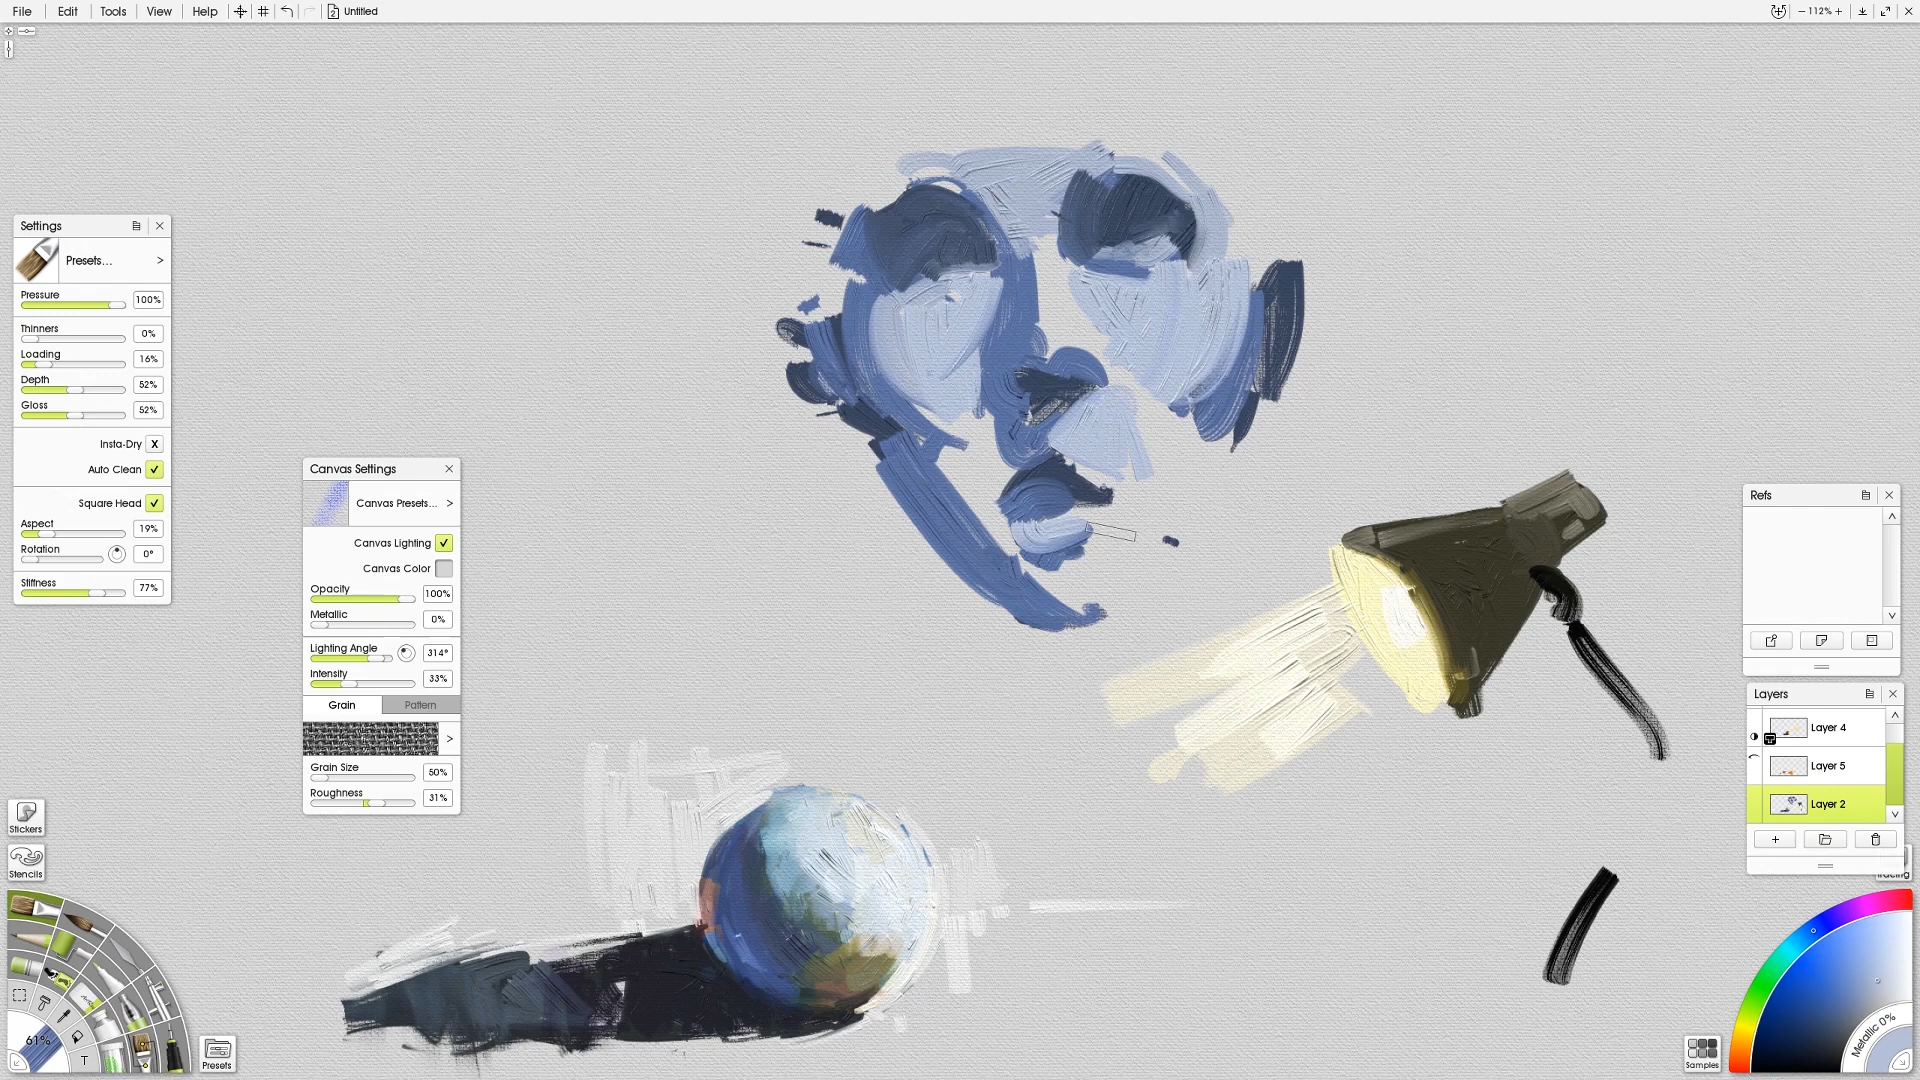 File Edit Tools View Help Untitled − 112% +
Settings
Presets...
Pressure 100%
Thinners 0%
Loading 16%
Depth 52%
Gloss 52%
Insta-Dry X
Auto Clean
Square Head
Aspect 19%
Rotation 0°
Stiffness 77%
Canvas Settings
Canvas Presets...
Canvas Lighting
Canvas Color
Opacity 100%
Metallic 0%
Lighting Angle 314°
Intensity 33%
Grain Pattern
Grain Size 50%
Roughness 31%
Refs
Layers
Layer 4
Layer 5
Layer 2
Stickers
Stencils
61%
T
Presets
Samples
Metallic 0%